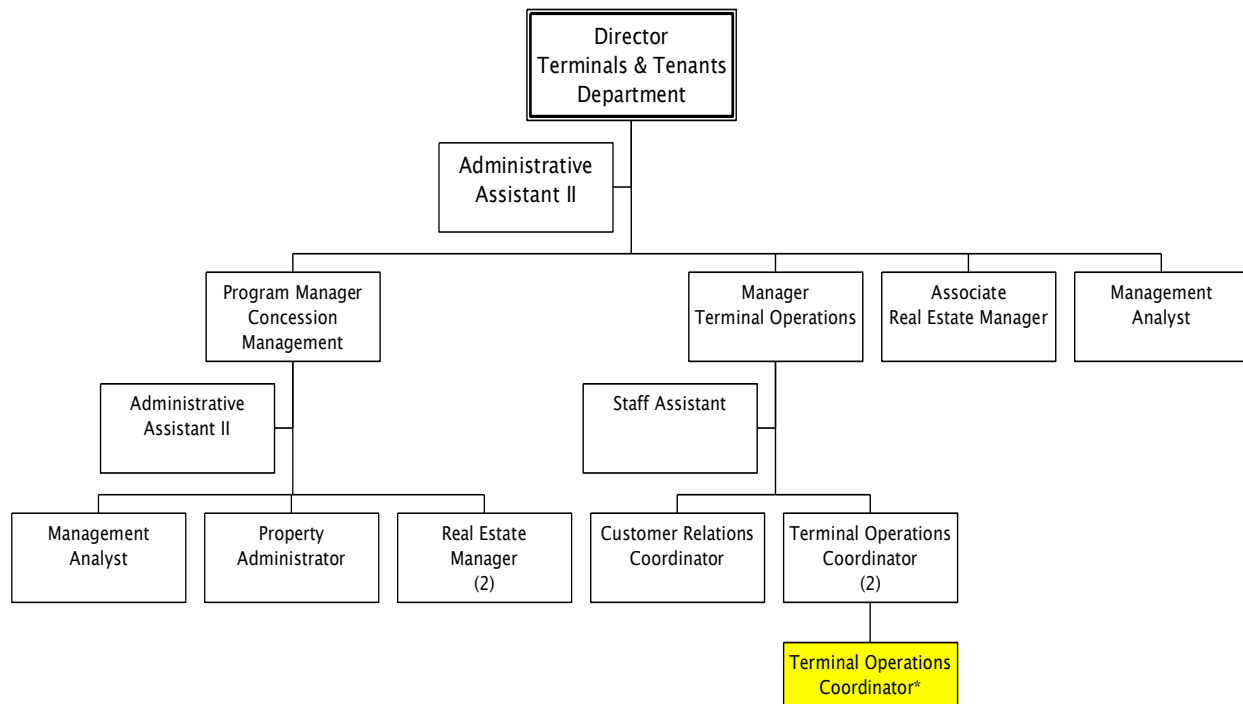 Director
Terminals & Tenants
Department
Administrative
Assistant II
Program Manager
Concession
Management
Manager
Terminal Operations
Associate
Real Estate Manager
Management
Analyst
Administrative
Assistant II
Staff Assistant
Management
Analyst
Property
Administrator
Real Estate
Manager
(2)
Customer Relations
Coordinator
Terminal Operations
Coordinator
(2)
Terminal Operations
Coordinator*